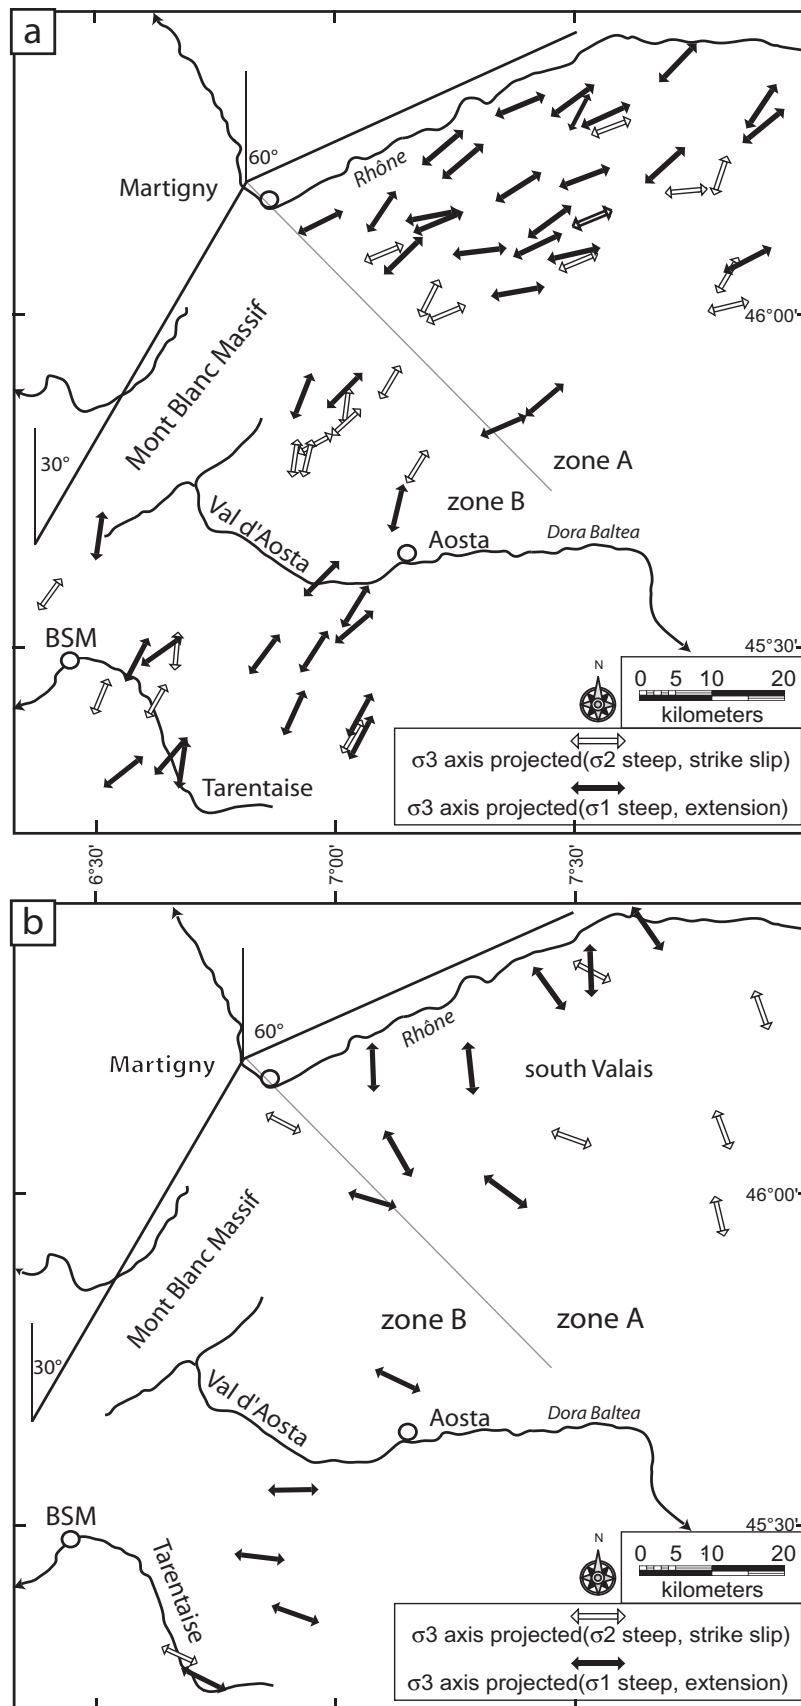 a
60°
Martigny
Rhône
46°00'
Mont Blanc Massif
30°
zone A
zone B
Val d'Aosta
Aosta
Dora Baltea
BSM
45°30'
N
0 5 10 20
kilometers
σ3 axis projected(σ2 steep, strike slip)
Tarentaise
σ3 axis projected(σ1 steep, extension)
6°30'
7°00'
7°30'
b
60°
Rhône
Martigny
south Valais
46°00'
Mont Blanc Massif
zone B
zone A
30°
Val d'Aosta
Aosta
Dora Baltea
BSM
45°30'
N
0 5 10 20
kilometers
Tarentaise
σ3 axis projected(σ2 steep, strike slip)
σ3 axis projected(σ1 steep, extension)